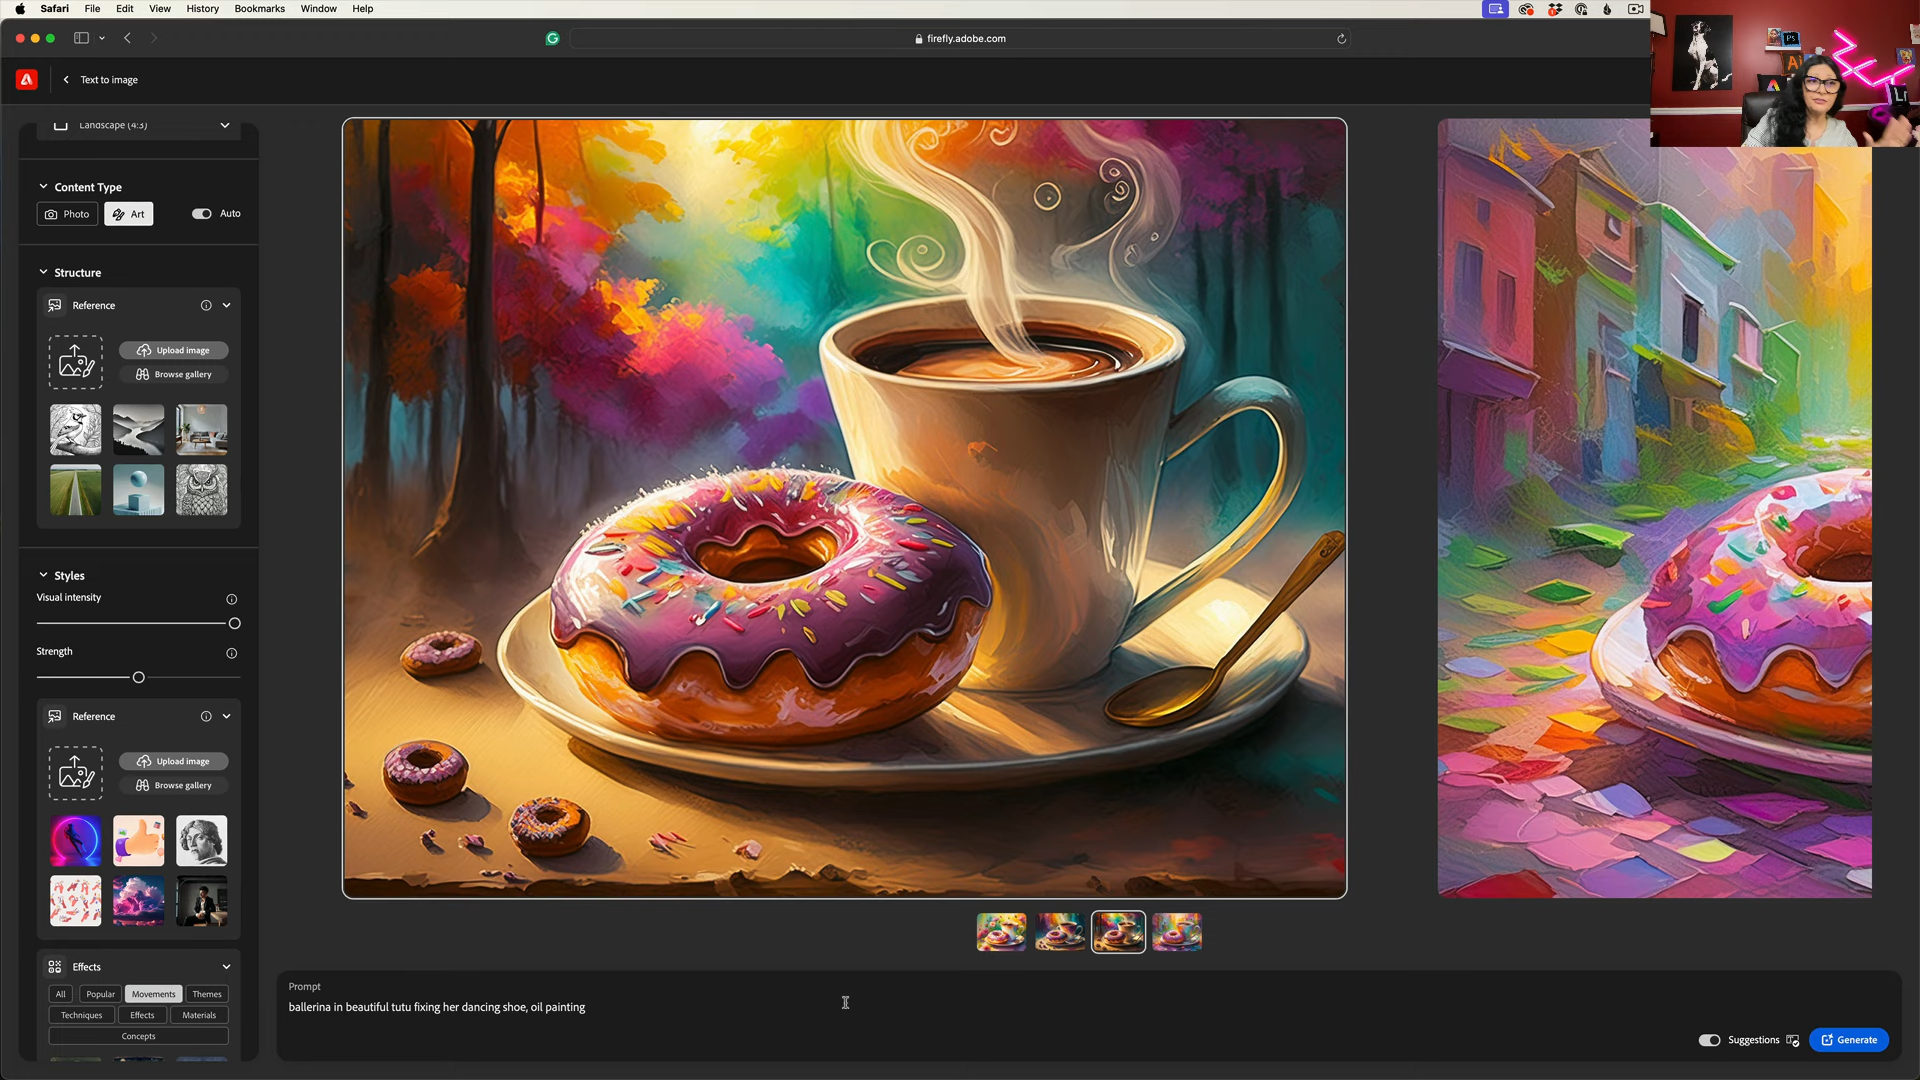 Safari File Edit View History Bookmarks Window Help
firefly.adobe.com
Text to image
Landscape (4:3)
Content Type
Photo Art Auto
Structure
Reference
Upload image
Browse gallery
Styles
Visual intensity
Strength
Reference
Upload image
Browse gallery
Effects
All Popular Movements Themes
Techniques Effects Materials
Concepts
Prompt
ballerina in beautiful tutu fixing her dancing shoe, oil painting
Suggestions Generate
Ps
Ai